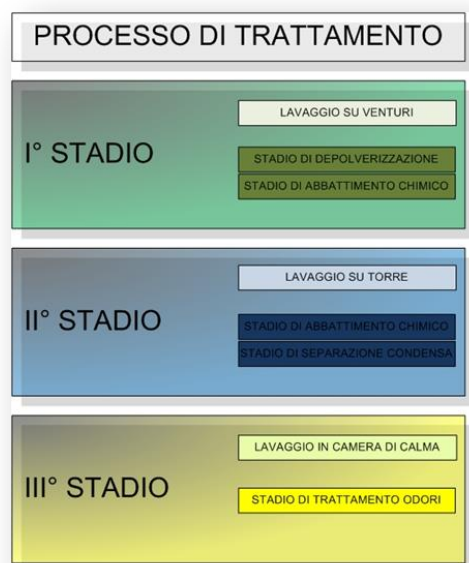 PROCESSO DI TRATTAMENTO
I° STADIO
LAVAGGIO SU VENTURI
STADIO DI DEPOLVERIZZAZIONE
STADIO DI ABBATTIMENTO CHIMICO
II° STADIO
LAVAGGIO SU TORRE
STADIO DI ABBATTIMENTO CHIMICO
STADIO DI SEPARAZIONE CONDENSA
III° STADIO
LAVAGGIO IN CAMERA DI CALMA
STADIO DI TRATTAMENTO ODORI